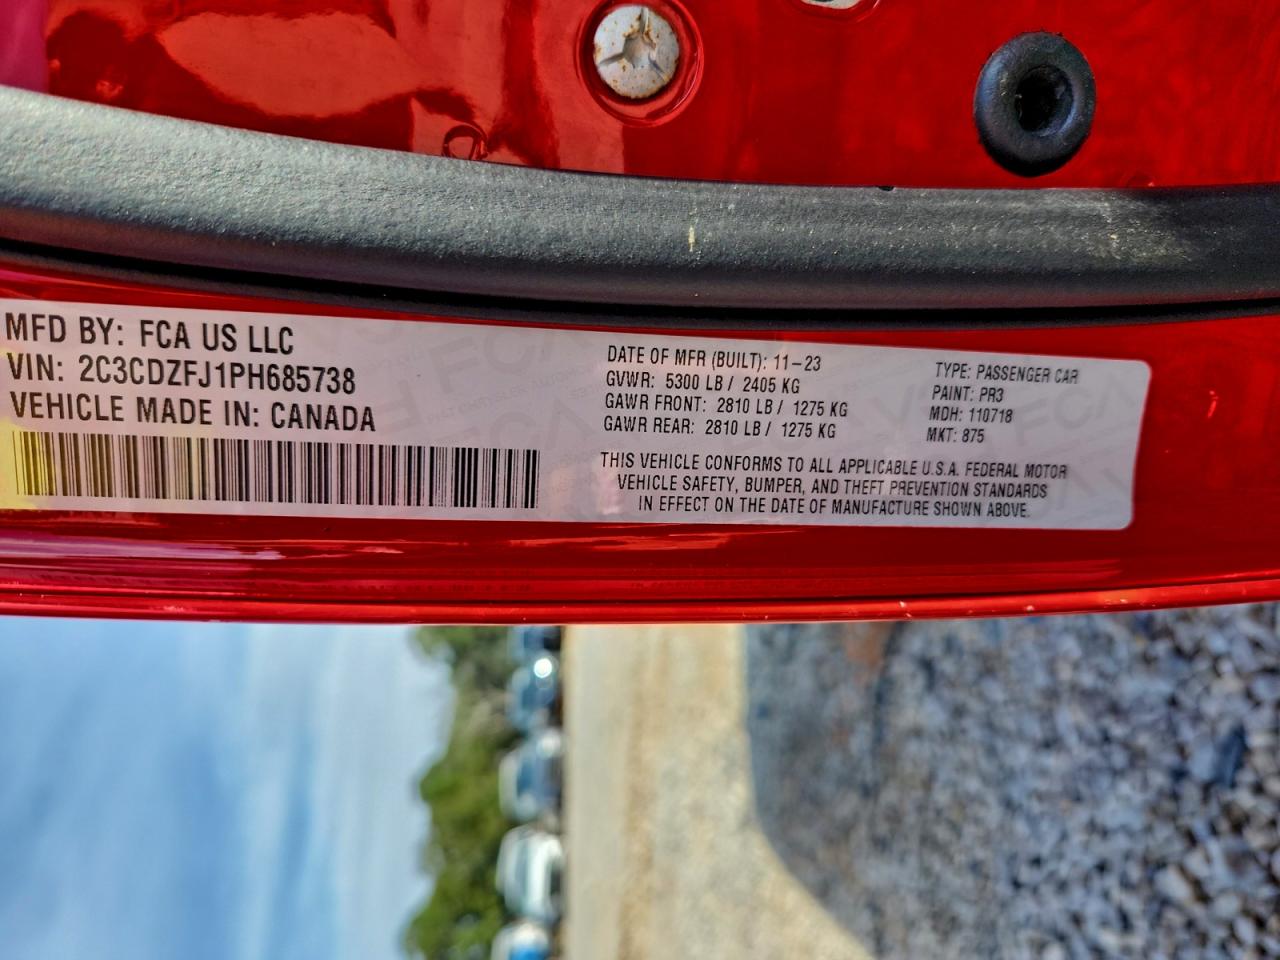 MFD BY: FCA US LLC
VIN: 2C3CDZFJ1PH685738
VEHICLE MADE IN: CANADA
DATE OF MFR (BUILT): 11-23
GVWR: 5300 LB / 2405 KG
GAWR FRONT: 2810 LB / 1275 KG
GAWR REAR: 2810 LB / 1275 KG
TYPE: PASSENGER CAR
PAINT: PR3
MDH: 110718
MKT: 875
THIS VEHICLE CONFORMS TO ALL APPLICABLE U.S.A. FEDERAL MOTOR
VEHICLE SAFETY, BUMPER, AND THEFT PREVENTION STANDARDS
IN EFFECT ON THE DATE OF MANUFACTURE SHOWN ABOVE.